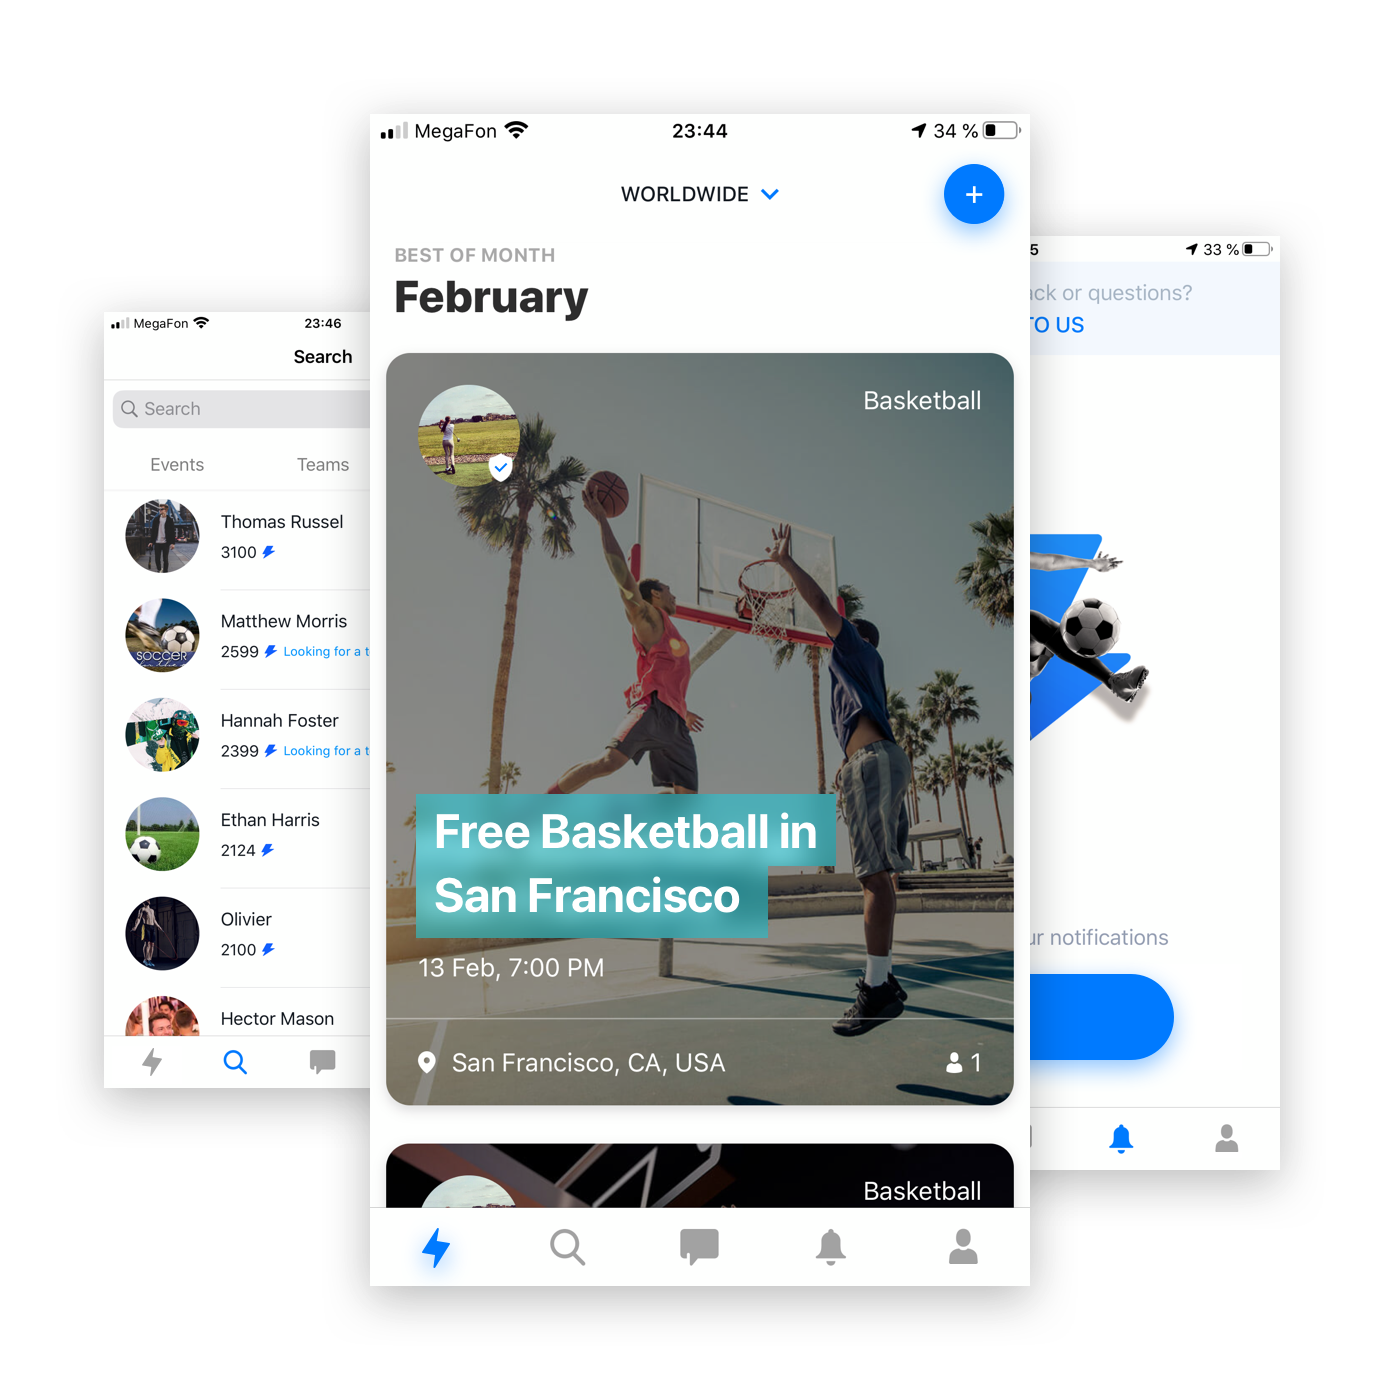 MegaFon 23:46
Search
Search
Events Teams
Thomas Russel
3100
Matthew Morris
2599 Looking for a t
SOCCER
Hannah Foster
2399 Looking for a t
Ethan Harris
2124
Olivier
2100
Hector Mason
MegaFon 23:44 34 %
WORLDWIDE
+
BEST OF MONTH
February
Basketball
Free Basketball in
San Francisco
13 Feb, 7:00 PM
San Francisco, CA, USA 1
Basketball
5 33 %
ck or questions?
TO US
ur notifications